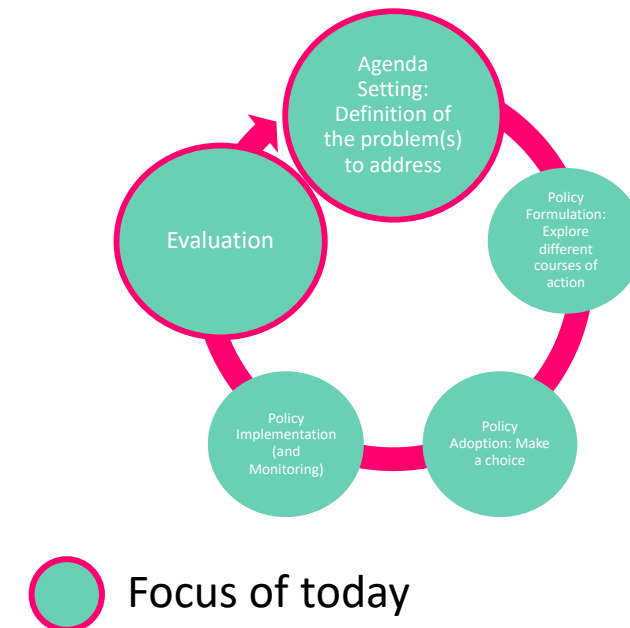 Agenda
Setting:
Definition of
the problem(s)
to address
Policy
Formulation:
Explore
different
courses of
action
Policy
Adoption: Make
a choice
Policy
Implementation
(and
Monitoring)
Evaluation
Focus of today